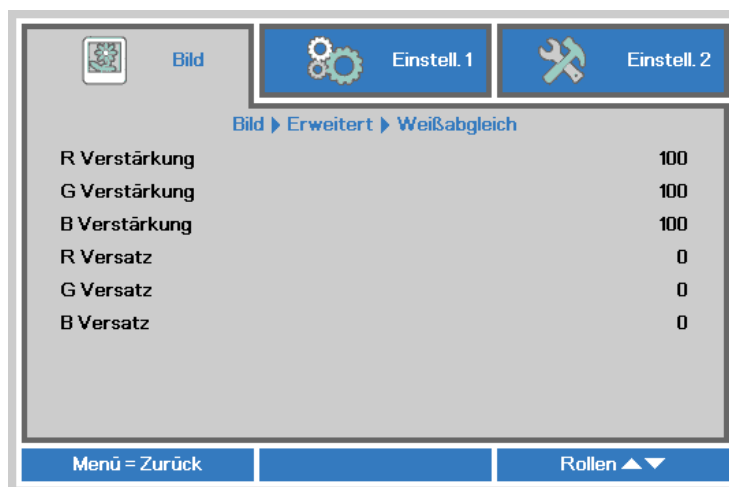 Bild
Einstell. 1
Einstell. 2
Bild Erweitert Weißabgleich
R Verstärkung 100
G Verstärkung 100
B Verstärkung 100
R Versatz 0
G Versatz 0
B Versatz 0
Menü = Zurück
Rollen